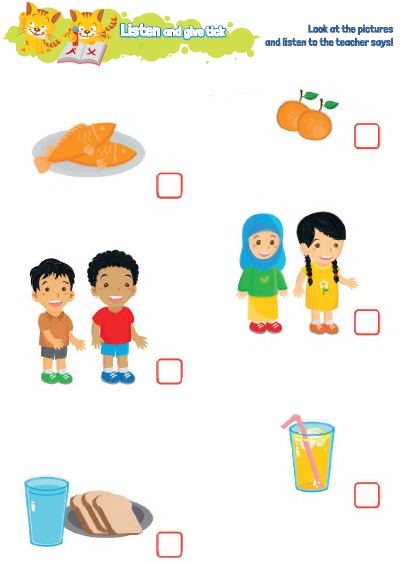 Listen and give tick
Look at the pictures
and listen to the teacher says!